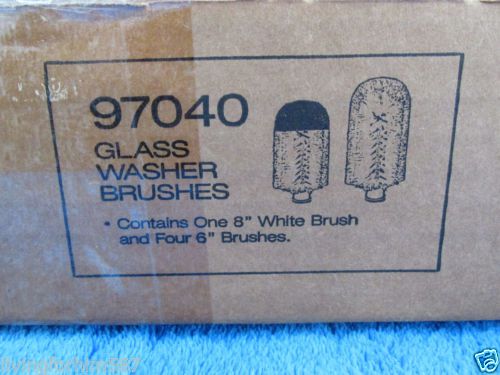 97040
GLASS
WASHER
BRUSHES
• Contains One 8" White Brush
and Four 6" Brushes.